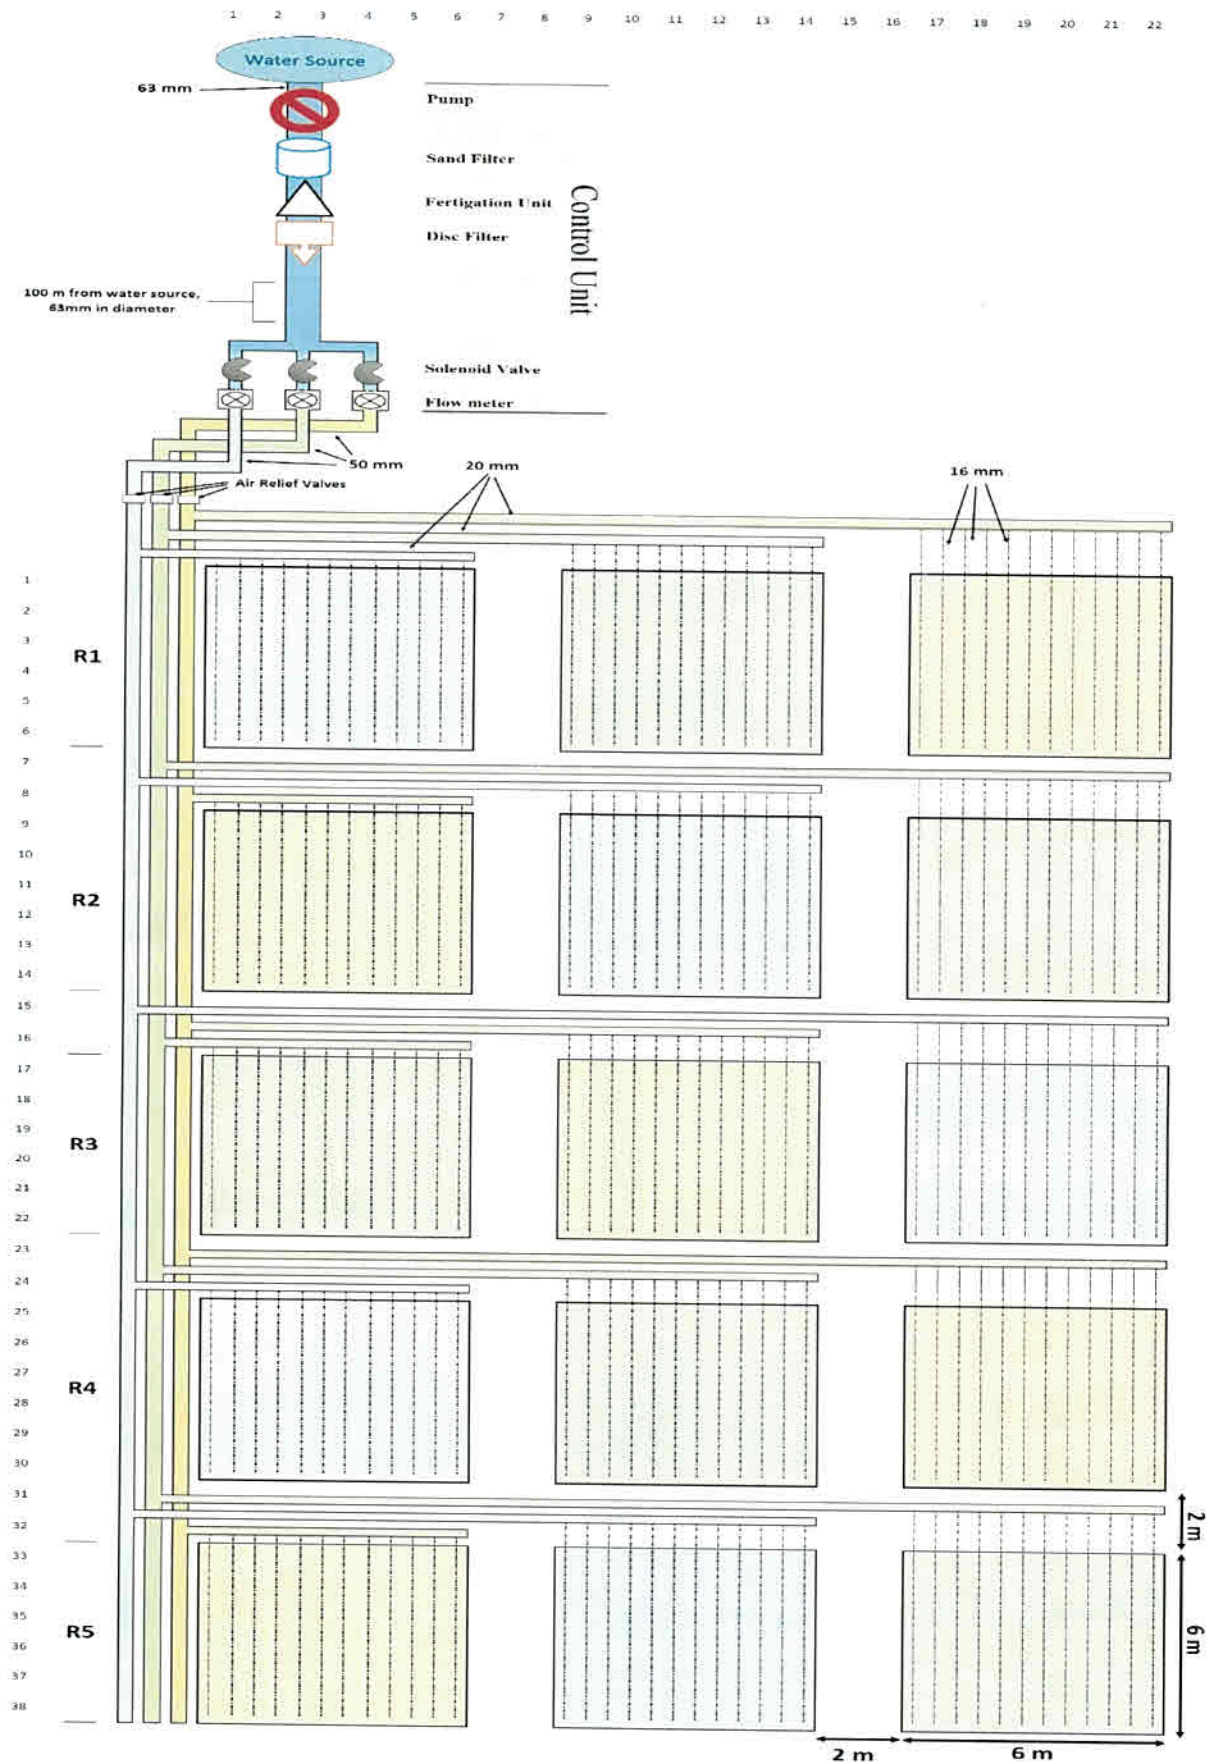 1 2 3 4 5 6 7 8 9 10 11 12 13 14 15 16 17 18 19 20 21 22
Water Source
63 mm
Pump
Sand Filter
Fertigation Unit
Disc Filter
Control Unit
100 m from water source,
63mm in diameter
Solenoid Valve
Flow meter
50 mm
20 mm
16 mm
Air Relief Valves
1
2
3
R1
4
5
6
7
8
9
10
11
R2
12
13
14
15
16
17
18
19
R3
20
21
22
23
24
25
26
27
R4
28
29
30
31
2 m
32
33
34
35
R5
6 m
36
37
38
2 m
6 m